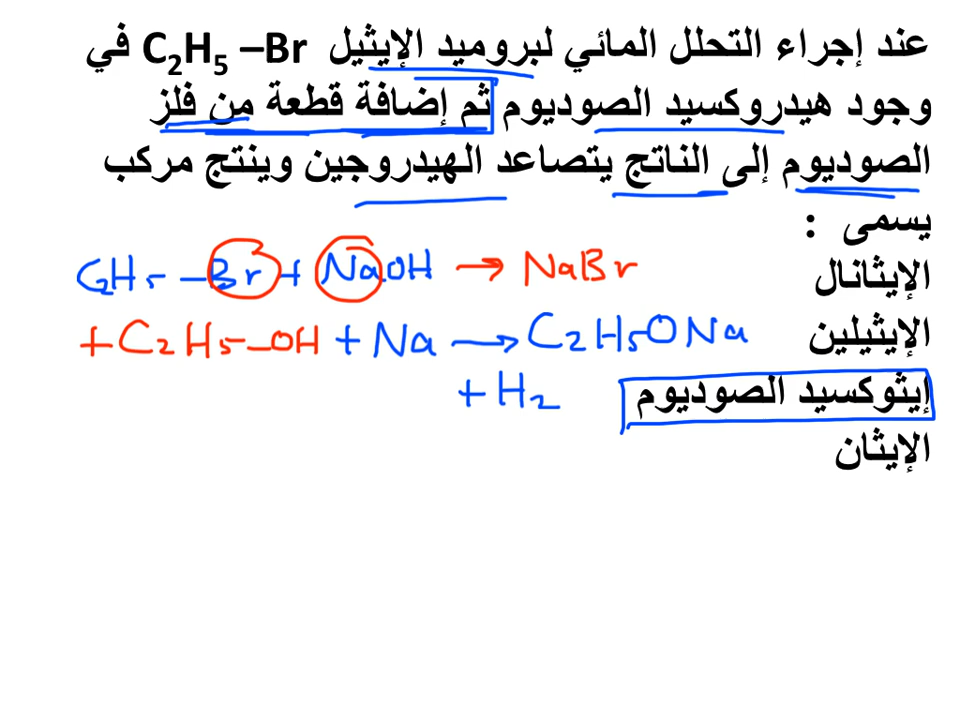 عند إجراء التحلل المائي لبروميد الإيثيل C₂H₅ –Br في
وجود هيدروكسيد الصوديوم ثم إضافة قطعة من فلز
الصوديوم إلى الناتج يتصاعد الهيدروجين وينتج مركب
يسمى :
الإيثانال
C₂H₅ –Br + NaOH → NaBr
الإيثيلين
+ C₂H₅–OH + Na → C₂H₅ONa
إيثوكسيد الصوديوم
+ H₂
الإيثان